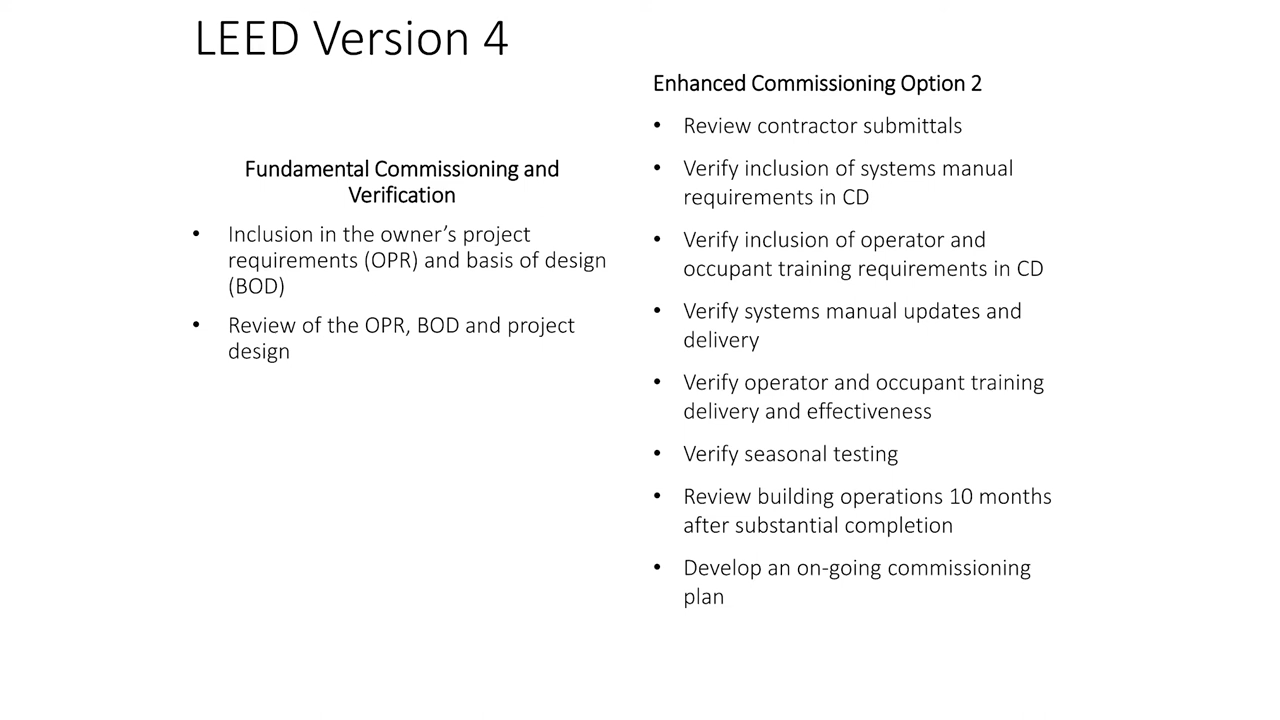 LEED Version 4
Fundamental Commissioning and
Verification
• Inclusion in the owner’s project
requirements (OPR) and basis of design
(BOD)
• Review of the OPR, BOD and project
design
Enhanced Commissioning Option 2
• Review contractor submittals
• Verify inclusion of systems manual
requirements in CD
• Verify inclusion of operator and
occupant training requirements in CD
• Verify systems manual updates and
delivery
• Verify operator and occupant training
delivery and effectiveness
• Verify seasonal testing
• Review building operations 10 months
after substantial completion
• Develop an on-going commissioning
plan